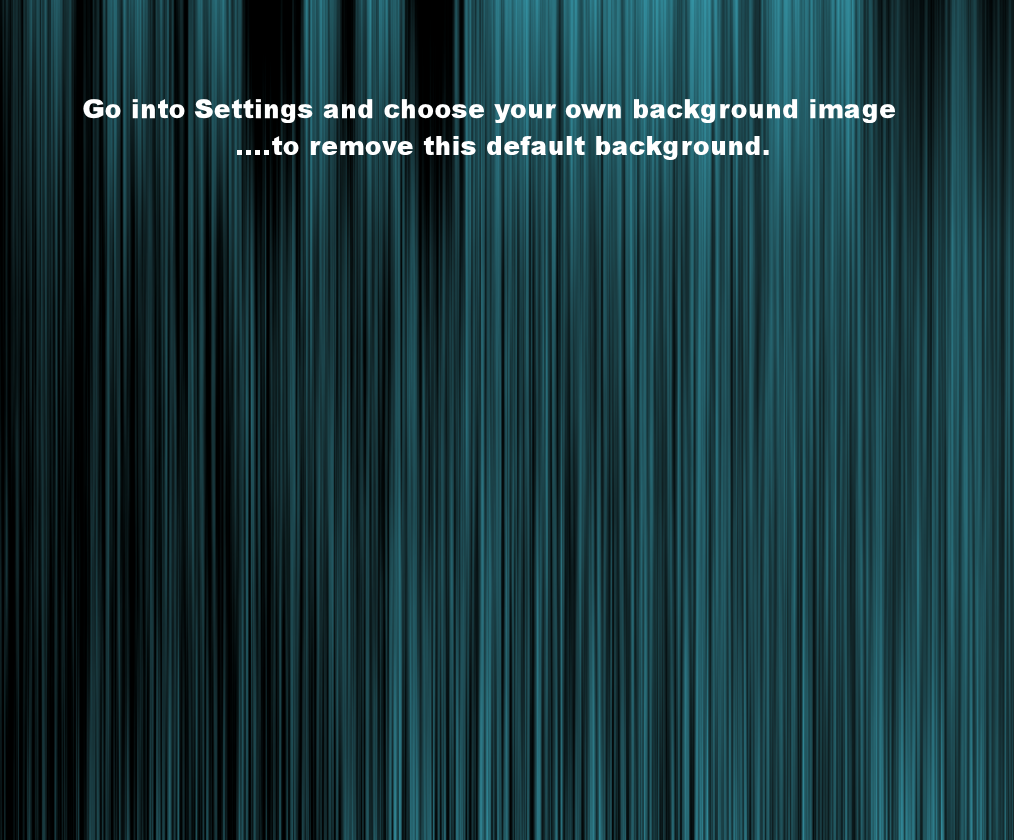 Go into Settings and choose your own background image
....to remove this default background.